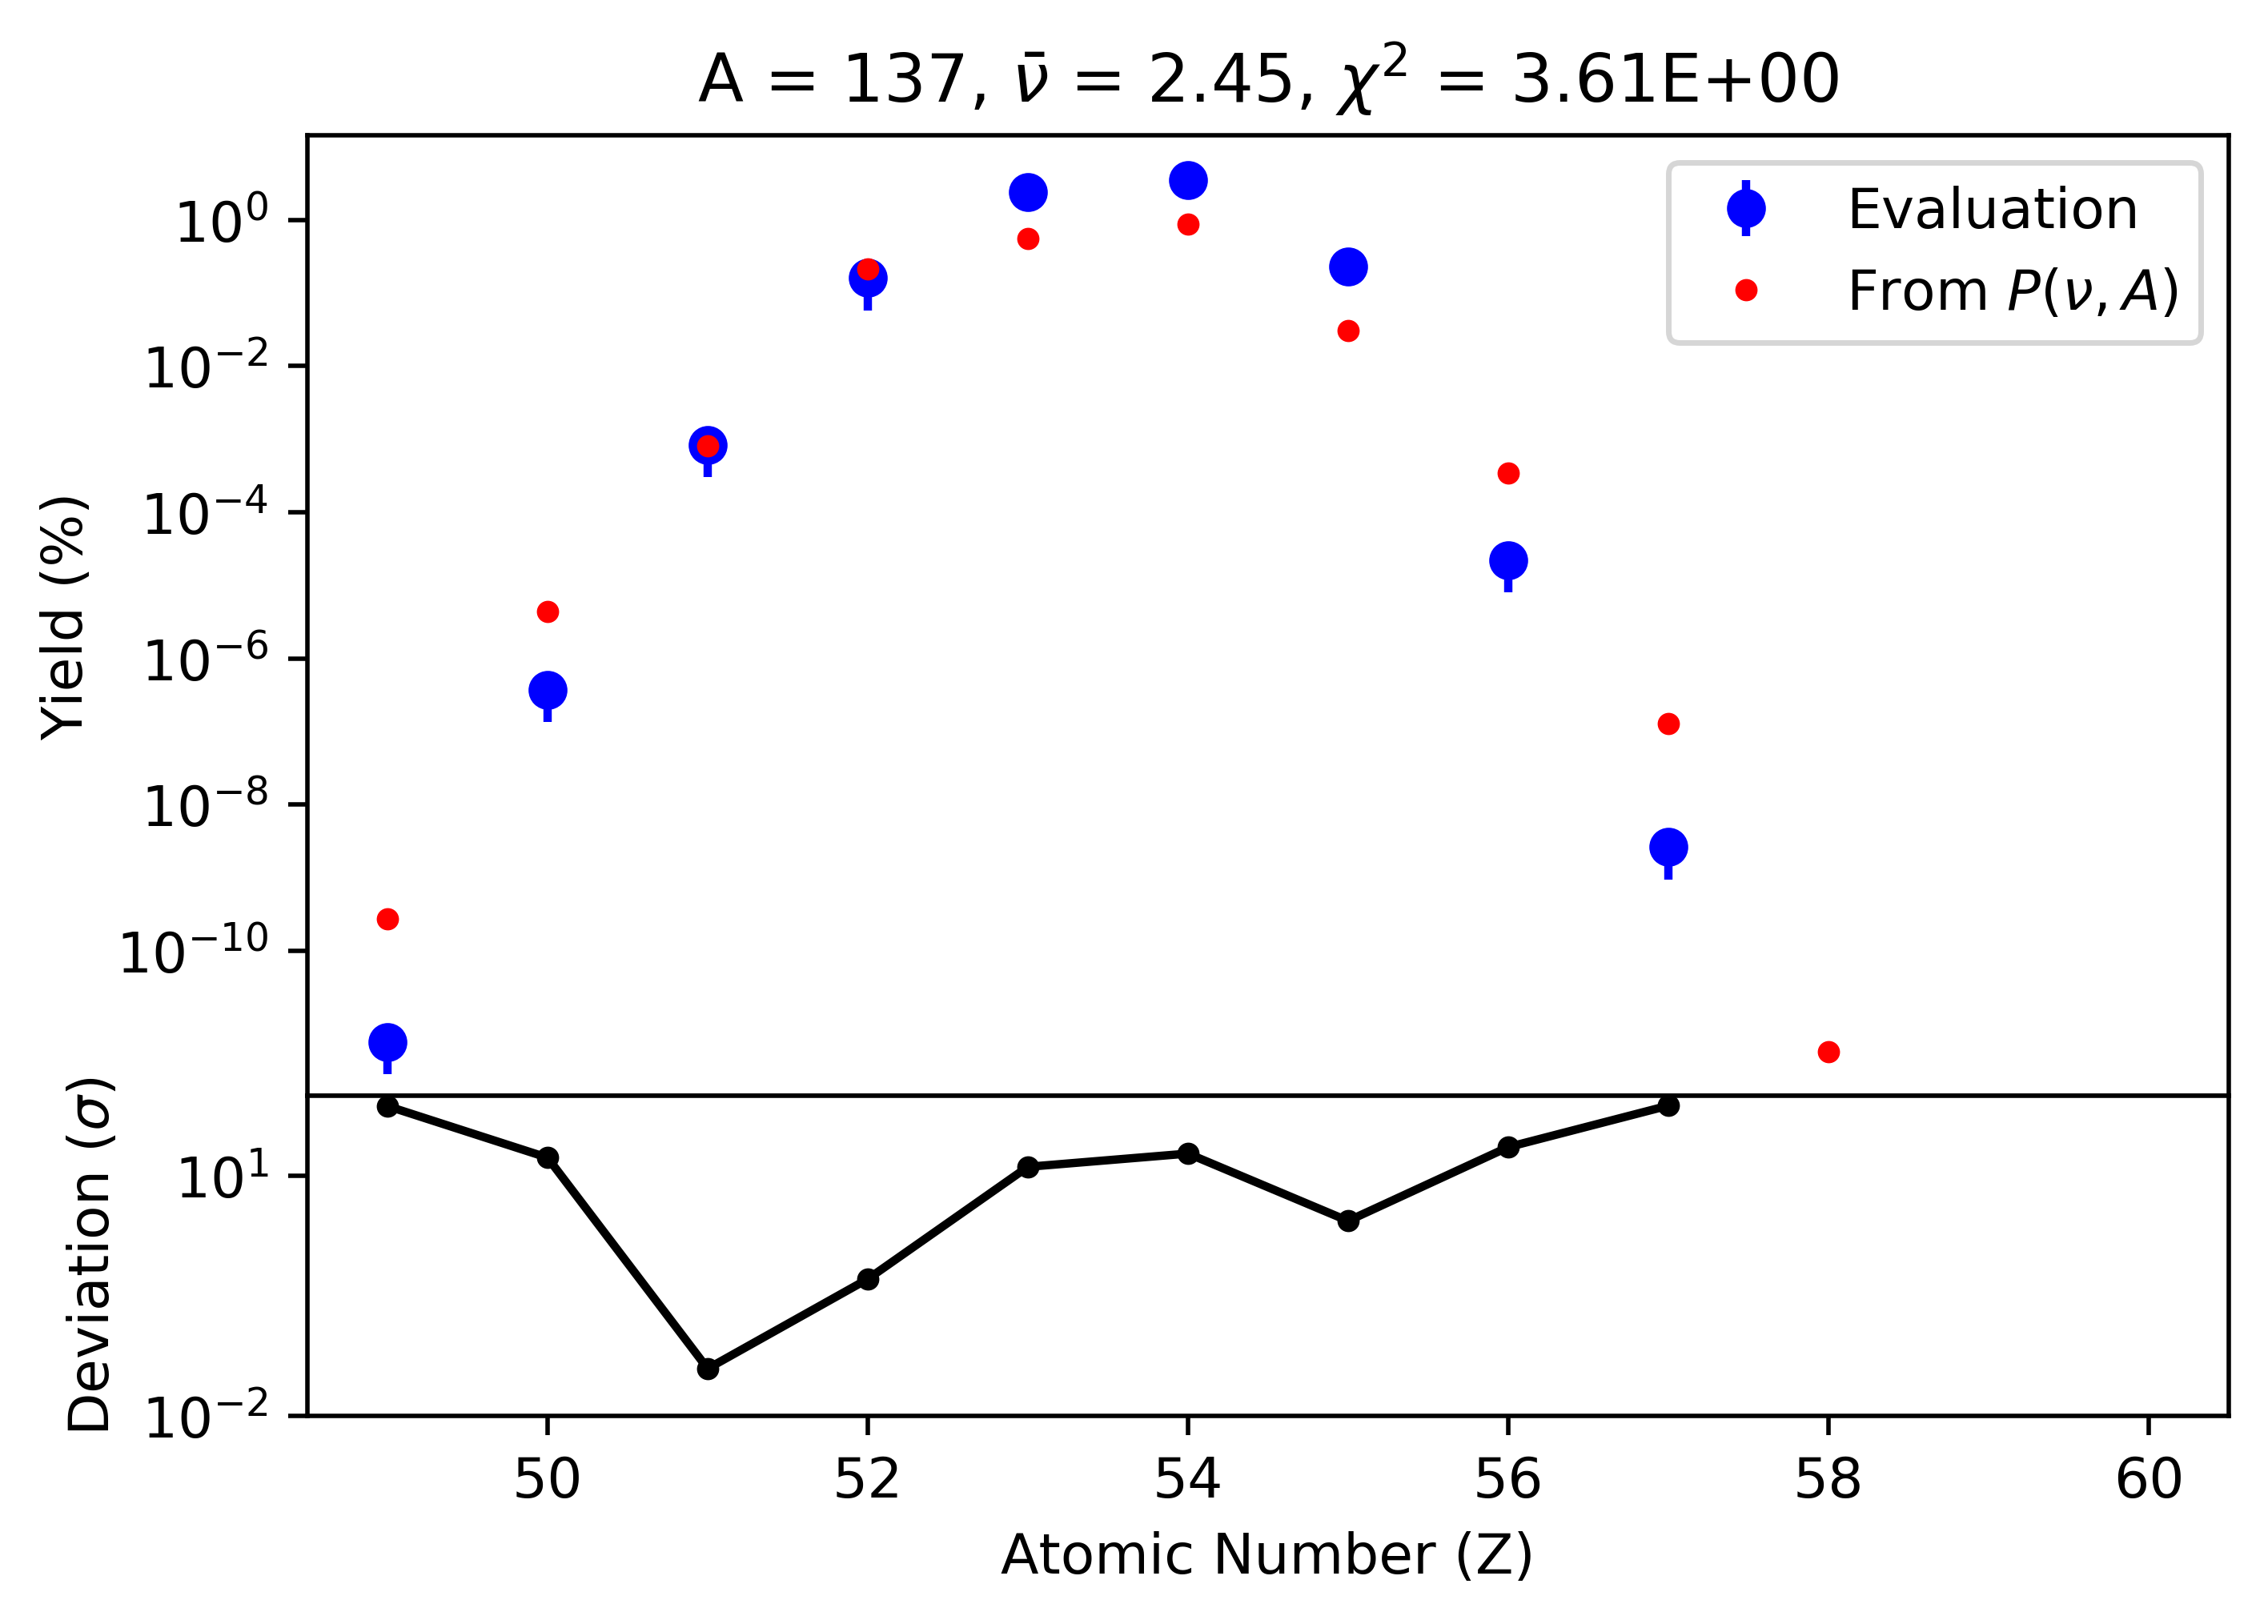 A = 137, ν̄ = 2.45, χ² = 3.61E+00
Evaluation
From P(ν, A)
Yield (%)
10⁰
10⁻²
10⁻⁴
10⁻⁶
10⁻⁸
10⁻¹⁰
Deviation (σ)
10¹
10⁻²
50 52 54 56 58 60
Atomic Number (Z)